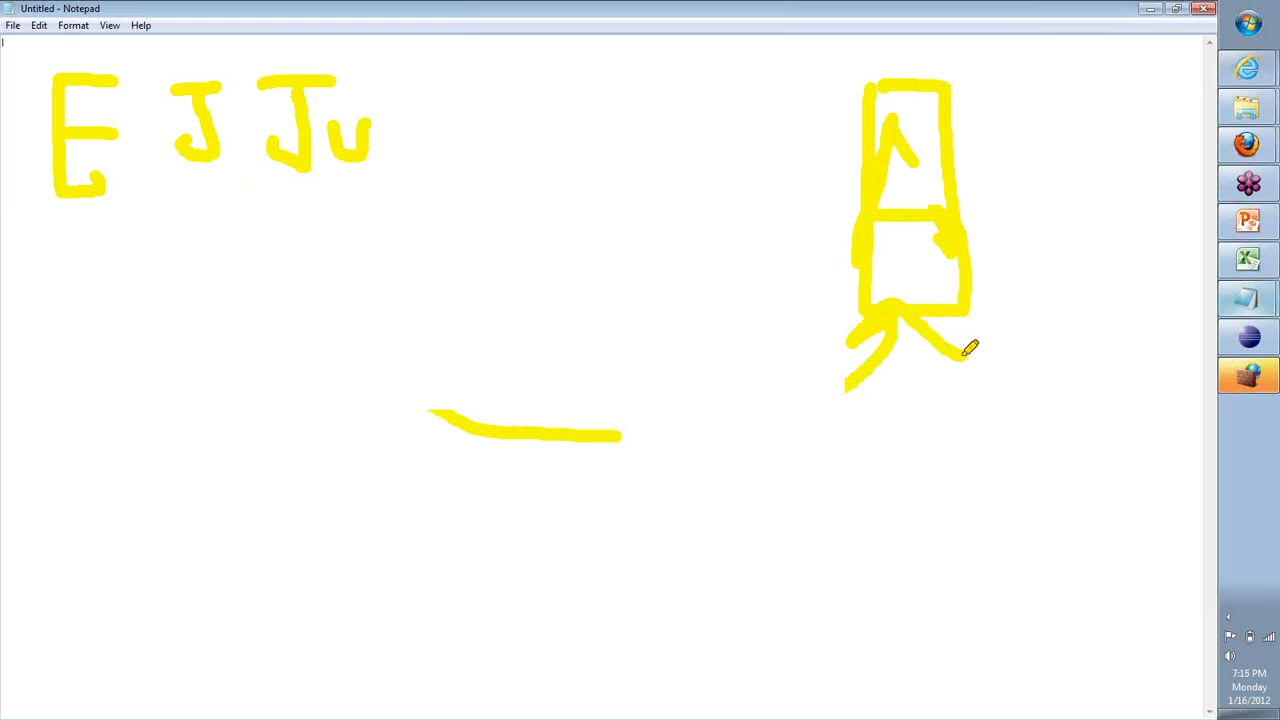 Untitled - Notepad
File Edit Format View Help
E J Ju
7:15 PM
Monday
1/16/2012